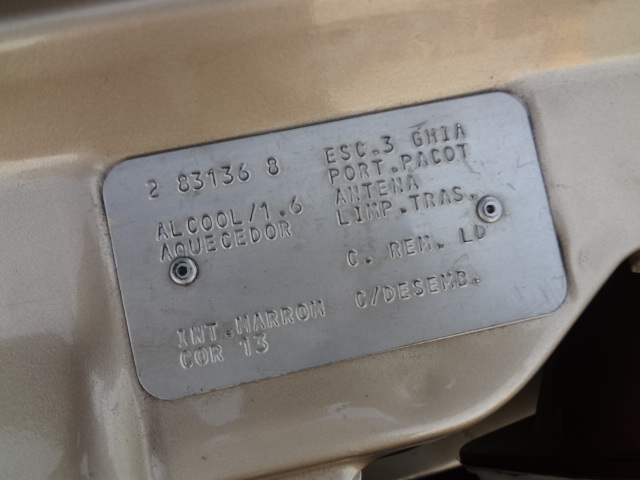 2 83136 8
ALCOOL/1.6
AQUECEDOR
INT.MARROM
COR 13
ESC.3 GHIA
PORT.PACOT
ANTENA
LIMP.TRAS.
C. REM. LD
C/DESEMB.